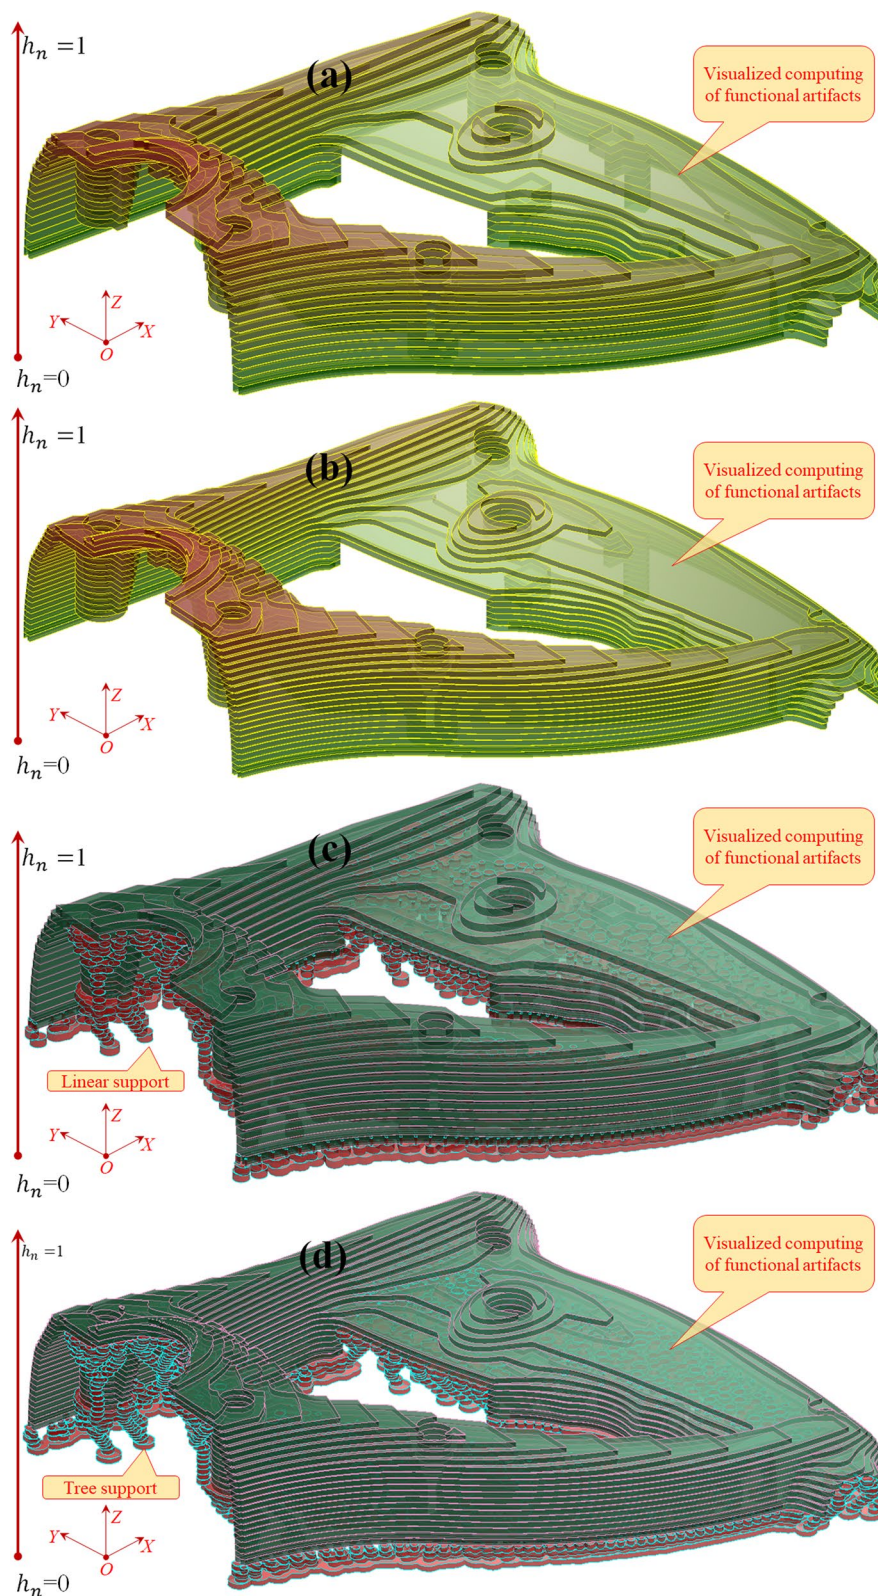 h_n = 1
(a)
Visualized computing
of functional artifacts
Z
Y
X
O
h_n=0
h_n = 1
(b)
Visualized computing
of functional artifacts
Z
Y
X
O
h_n=0
h_n = 1
(c)
Visualized computing
of functional artifacts
Linear support
Z
Y
X
O
h_n=0
h_n = 1
(d)
Visualized computing
of functional artifacts
Tree support
Z
Y
X
O
h_n=0